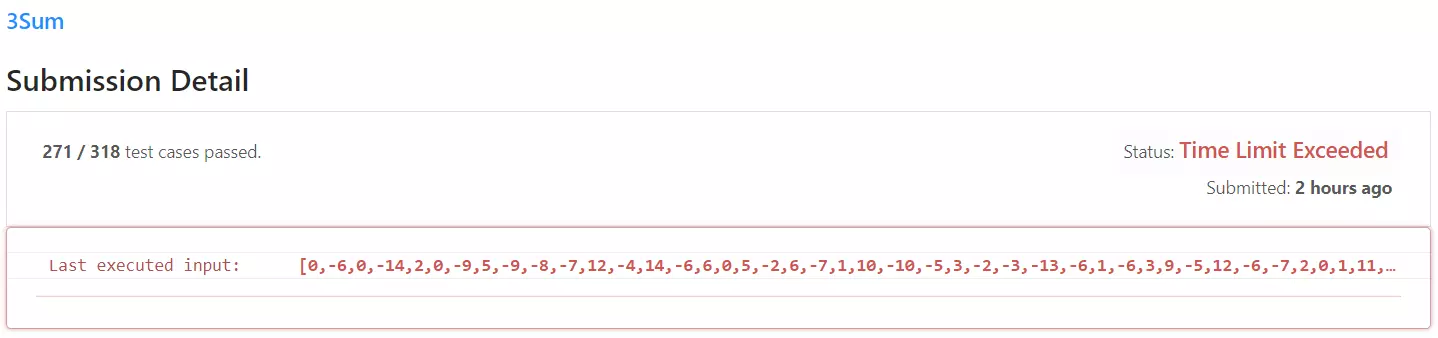 3Sum
Submission Detail
271 / 318 test cases passed.
Status: Time Limit Exceeded
Submitted: 2 hours ago
Last executed input: [0,-6,0,-14,2,0,-9,5,-9,-8,-7,12,-4,14,-6,6,0,5,-2,6,-7,1,10,-10,-5,3,-2,-3,-13,-6,1,-6,3,9,-5,12,-6,-7,2,0,1,11,…